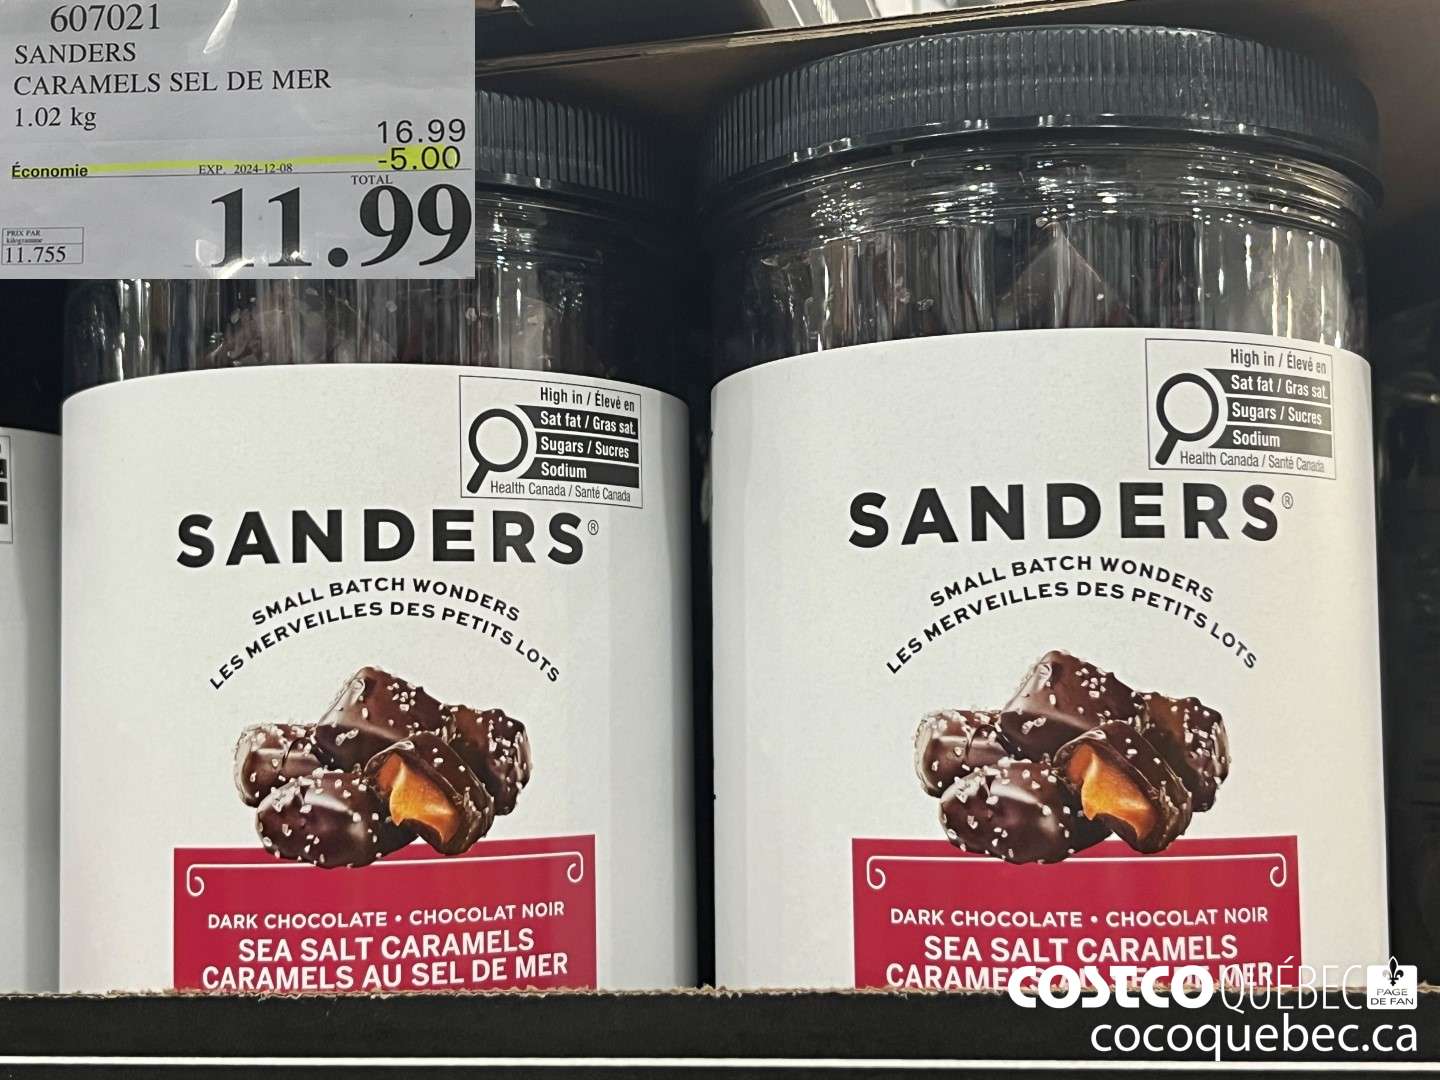 607021
SANDERS
CARAMELS SEL DE MER
1.02 kg
16.99
Économie EXP. 2024-12-08 -5.00
TOTAL
11.99
PRIX PAR
kilogramme
11.755
High in / Élevé en
Sat fat / Gras sat.
Sugars / Sucres
Sodium
Health Canada / Santé Canada
SANDERS®
SMALL BATCH WONDERS
LES MERVEILLES DES PETITS LOTS
DARK CHOCOLATE • CHOCOLAT NOIR
SEA SALT CARAMELS
CARAMELS AU SEL DE MER
High in / Élevé en
Sat fat / Gras sat.
Sugars / Sucres
Sodium
Health Canada / Santé Canada
SANDERS®
SMALL BATCH WONDERS
LES MERVEILLES DES PETITS LOTS
DARK CHOCOLATE • CHOCOLAT NOIR
SEA SALT CARAMELS
CARAMELS AU SEL DE MER
COSTCO QUÉBEC PAGE DE FAN
cocoquebec.ca